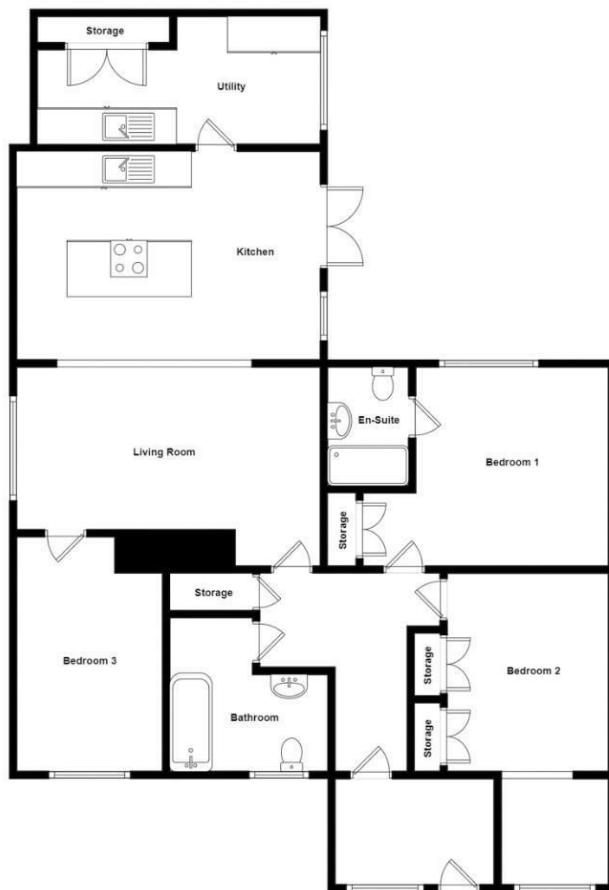 Storage
Utility
Kitchen
En-Suite
Living Room
Bedroom 1
Storage
Storage
Bedroom 3
Storage
Bedroom 2
Bathroom
Storage